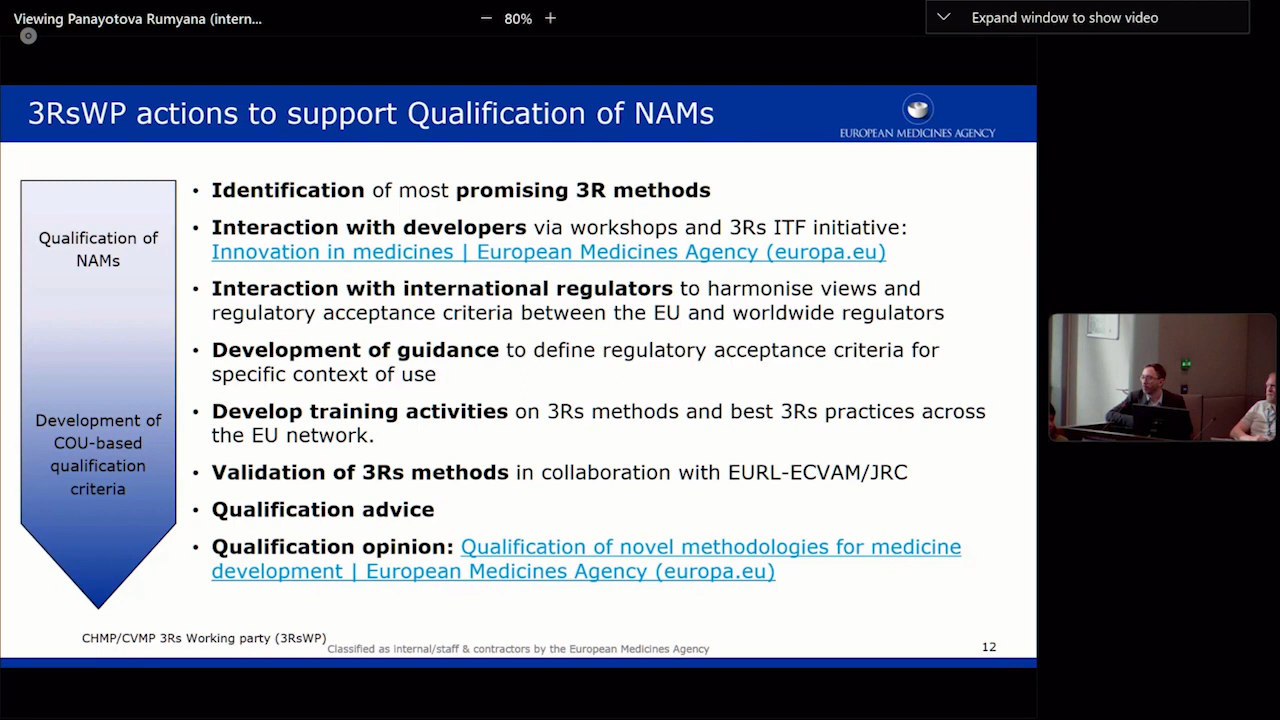 Viewing Panayotova Rumyana (intern...
80%
Expand window to show video
3RsWP actions to support Qualification of NAMs
EUROPEAN MEDICINES AGENCY
Qualification of
NAMs
Development of
COU-based
qualification
criteria
• Identification of most promising 3R methods
• Interaction with developers via workshops and 3Rs ITF initiative:
Innovation in medicines | European Medicines Agency (europa.eu)
• Interaction with international regulators to harmonise views and
regulatory acceptance criteria between the EU and worldwide regulators
• Development of guidance to define regulatory acceptance criteria for
specific context of use
• Develop training activities on 3Rs methods and best 3Rs practices across
the EU network.
• Validation of 3Rs methods in collaboration with EURL-ECVAM/JRC
• Qualification advice
• Qualification opinion: Qualification of novel methodologies for medicine
development | European Medicines Agency (europa.eu)
CHMP/CVMP 3Rs Working party (3RsWP)
Classified as internal/staff & contractors by the European Medicines Agency
12